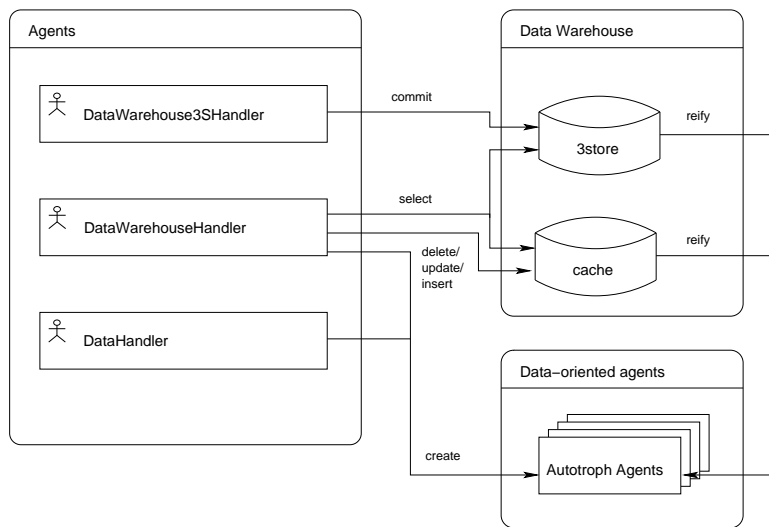 Agents
Data Warehouse
DataWarehouse3SHandler
commit
reify
3store
DataWarehouseHandler
select
reify
delete/
update/
insert
cache
DataHandler
Data−oriented agents
create
Autotroph Agents